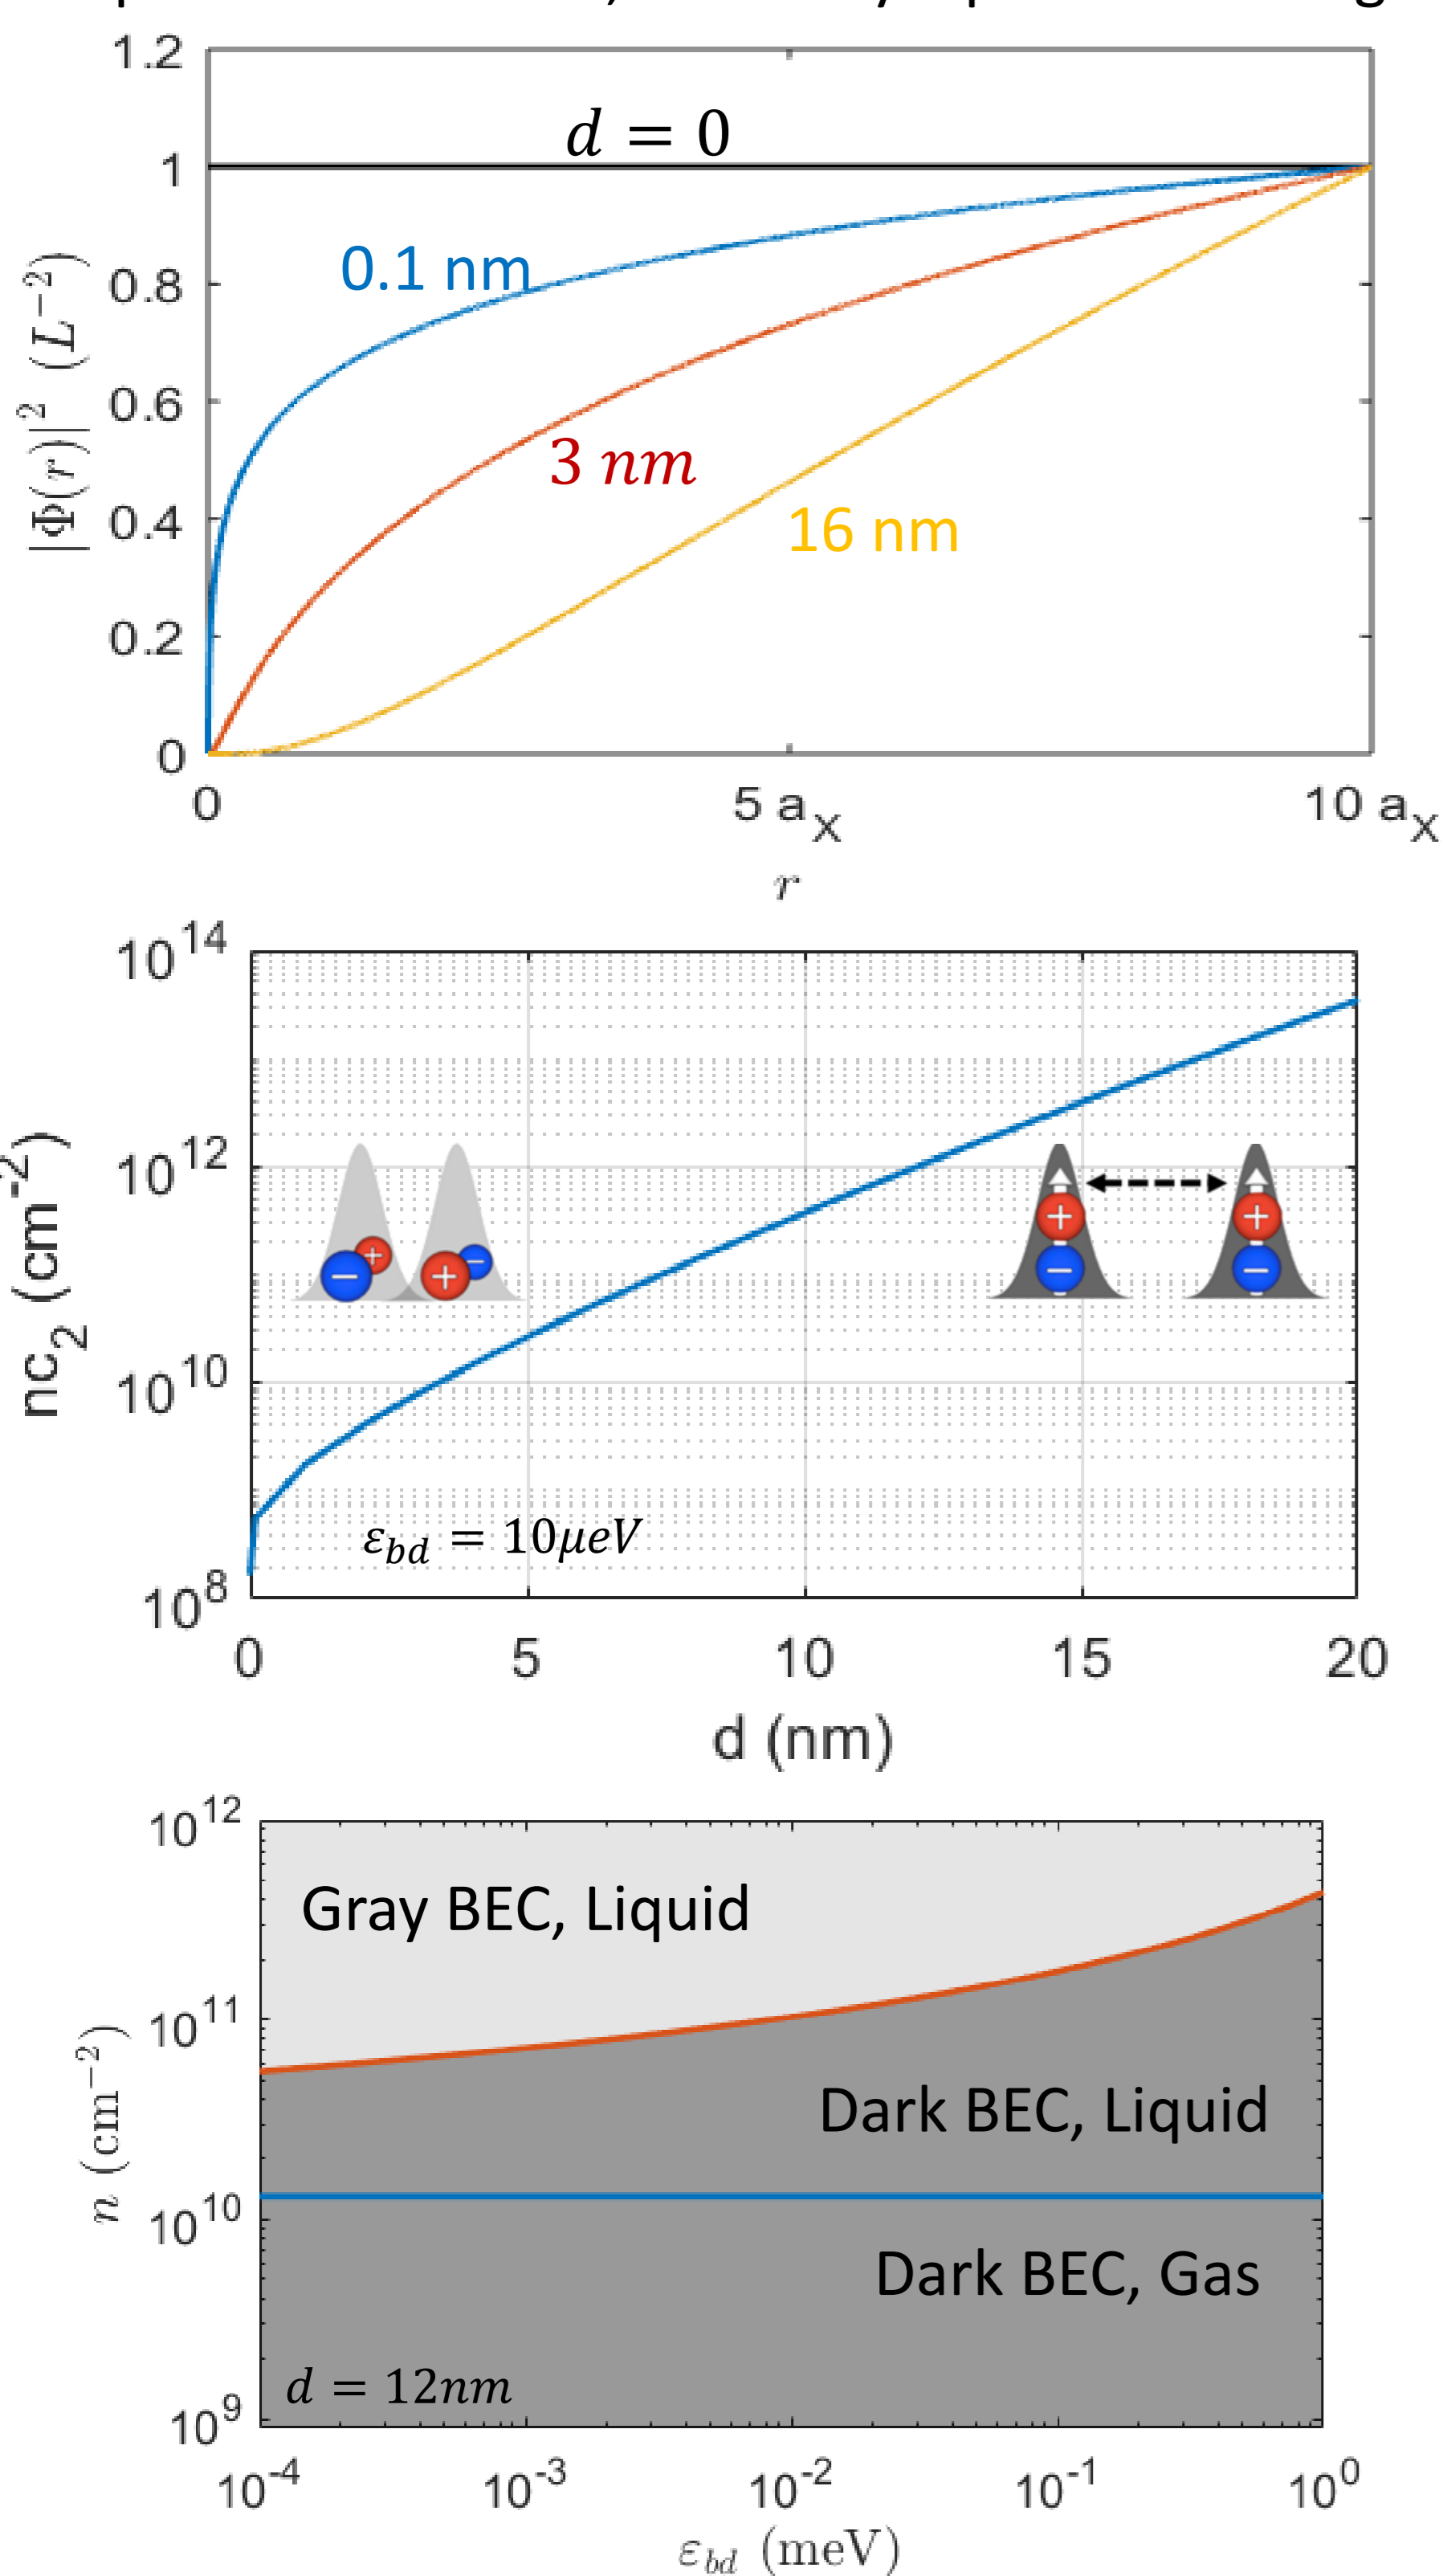 1.2
d = 0
1
0.1 nm
0.8
|Φ(r)|² (L⁻²)
0.6
3 nm
0.4
16 nm
0.2
0
0 5 aₓ 10 aₓ
r
10¹⁴
10¹²
nc₂ (cm⁻²)
+ − + −
+ +
− −
10¹⁰
ε_bd = 10μeV
10⁸
0 5 10 15 20
d (nm)
10¹²
Gray BEC, Liquid
10¹¹
n (cm⁻²)
Dark BEC, Liquid
10¹⁰
Dark BEC, Gas
d = 12nm
10⁹
10⁻⁴ 10⁻³ 10⁻² 10⁻¹ 10⁰
ε_bd (meV)